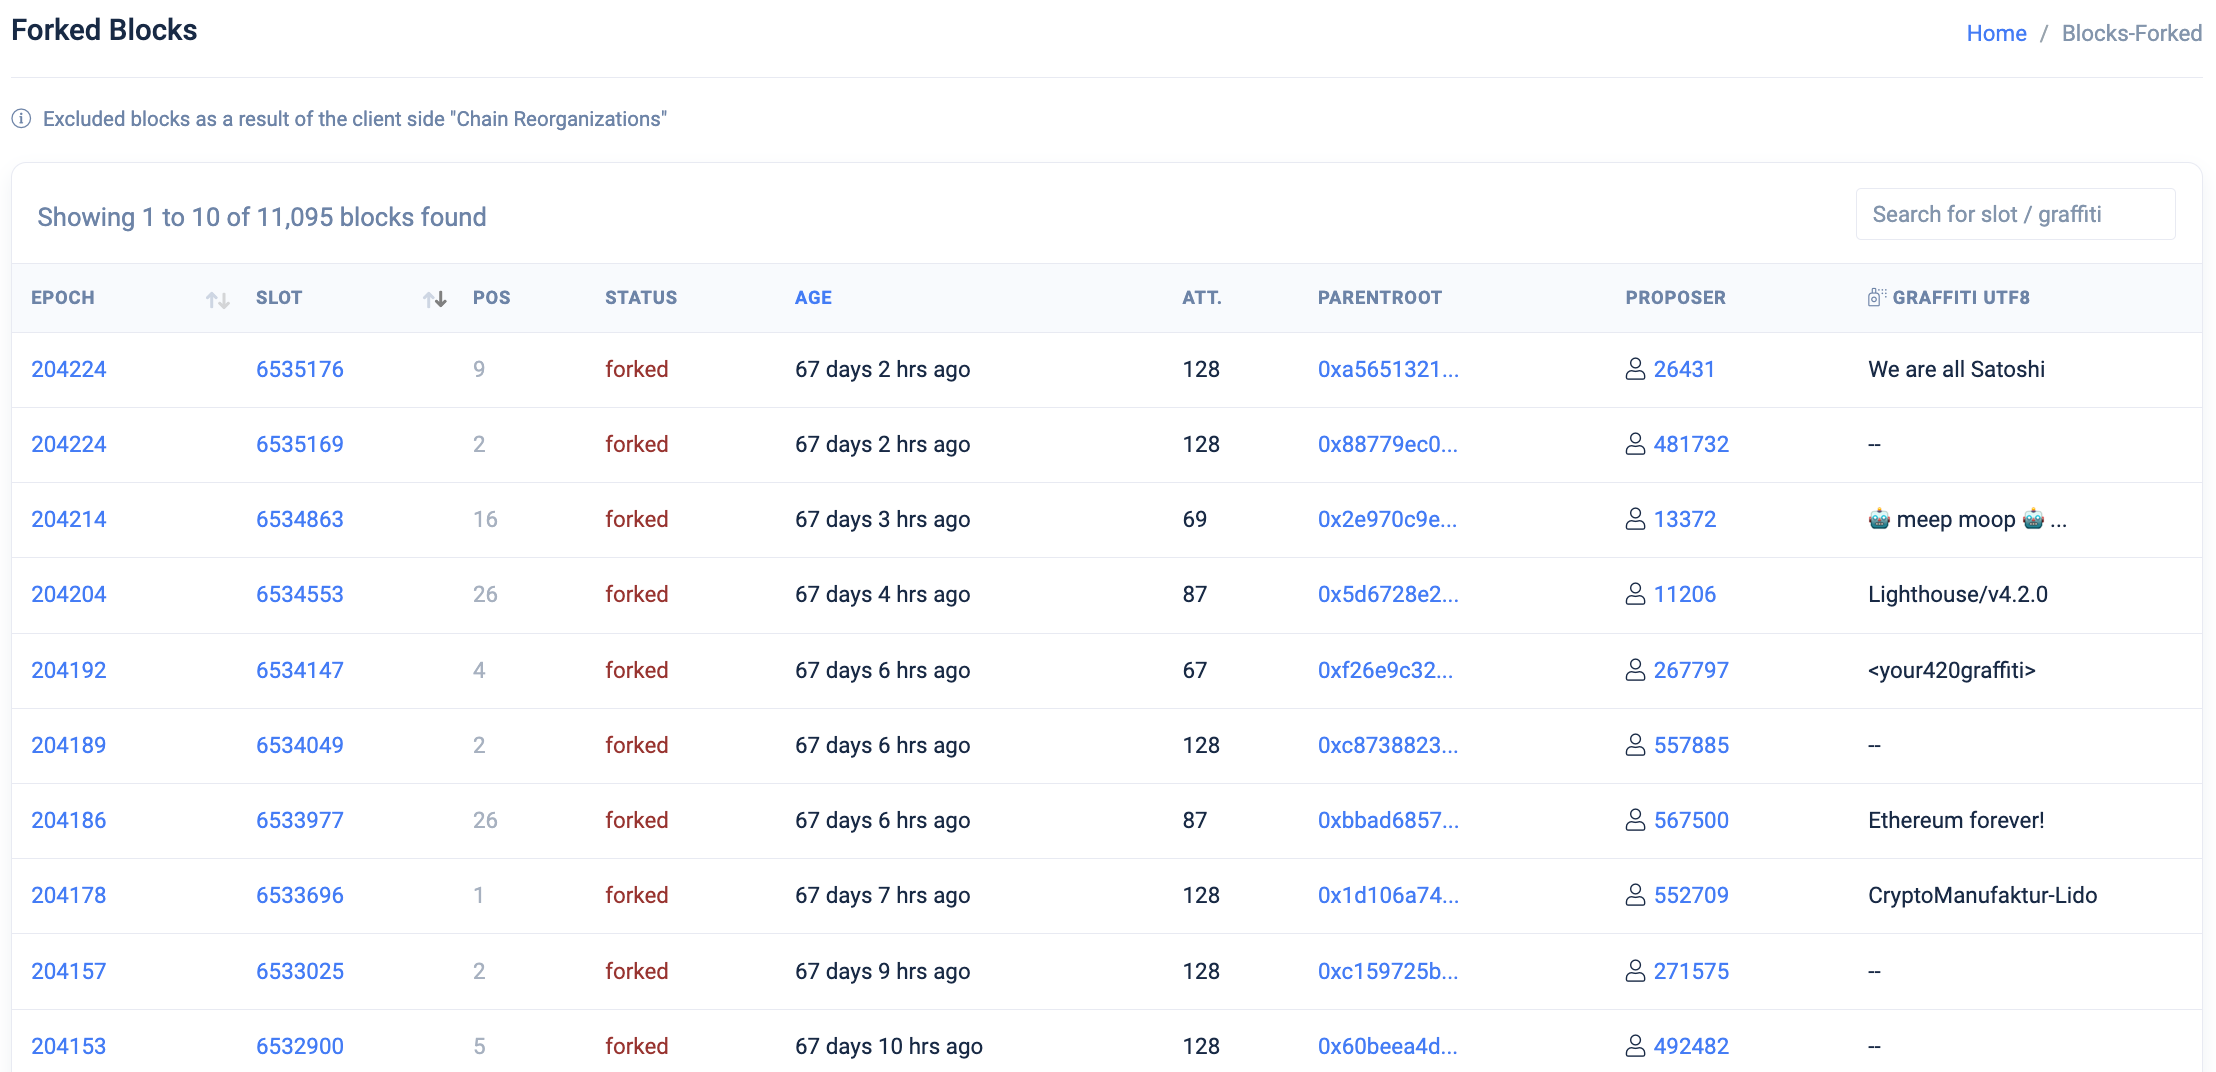 Forked Blocks
Home / Blocks-Forked
Excluded blocks as a result of the client side "Chain Reorganizations"
Showing 1 to 10 of 11,095 blocks found
Search for slot / graffiti
EPOCH SLOT POS STATUS AGE ATT. PARENTROOT PROPOSER GRAFFITI UTF8
204224 6535176 9 forked 67 days 2 hrs ago 128 0xa5651321... 26431 We are all Satoshi
204224 6535169 2 forked 67 days 2 hrs ago 128 0x88779ec0... 481732 --
204214 6534863 16 forked 67 days 3 hrs ago 69 0x2e970c9e... 13372 🤖 meep moop 🤖 ...
204204 6534553 26 forked 67 days 4 hrs ago 87 0x5d6728e2... 11206 Lighthouse/v4.2.0
204192 6534147 4 forked 67 days 6 hrs ago 67 0xf26e9c32... 267797 <your420graffiti>
204189 6534049 2 forked 67 days 6 hrs ago 128 0xc8738823... 557885 --
204186 6533977 26 forked 67 days 6 hrs ago 87 0xbbad6857... 567500 Ethereum forever!
204178 6533696 1 forked 67 days 7 hrs ago 128 0x1d106a74... 552709 CryptoManufaktur-Lido
204157 6533025 2 forked 67 days 9 hrs ago 128 0xc159725b... 271575 --
204153 6532900 5 forked 67 days 10 hrs ago 128 0x60beea4d... 492482 --